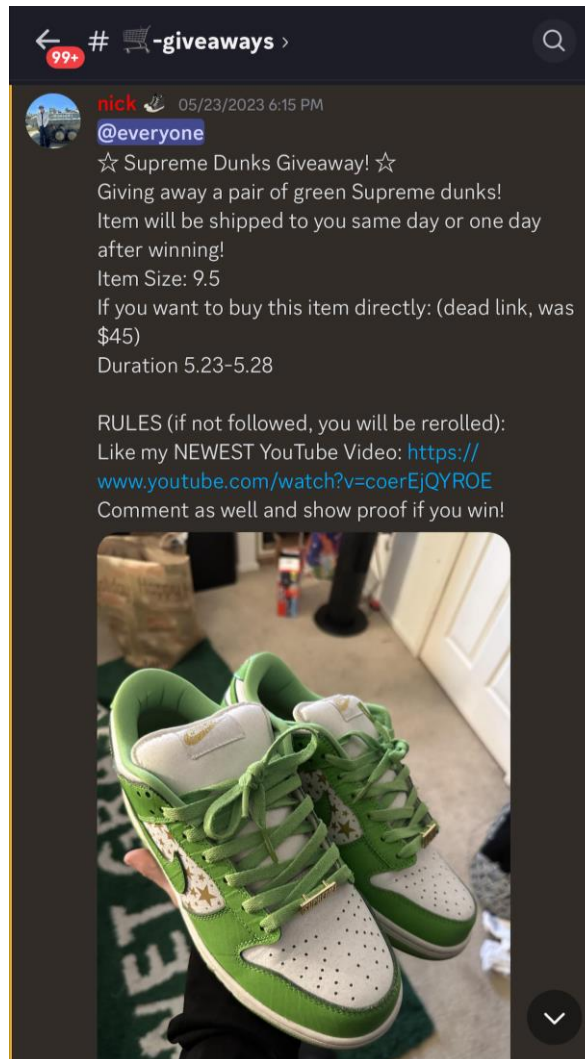 99+
# 🛒-giveaways ›
nick 05/23/2023 6:15 PM
@everyone
☆ Supreme Dunks Giveaway! ☆
Giving away a pair of green Supreme dunks!
Item will be shipped to you same day or one day
after winning!
Item Size: 9.5
If you want to buy this item directly: (dead link, was
$45)
Duration 5.23-5.28
RULES (if not followed, you will be rerolled):
Like my NEWEST YouTube Video: https://
www.youtube.com/watch?v=coerEjQYROE
Comment as well and show proof if you win!
WET GR